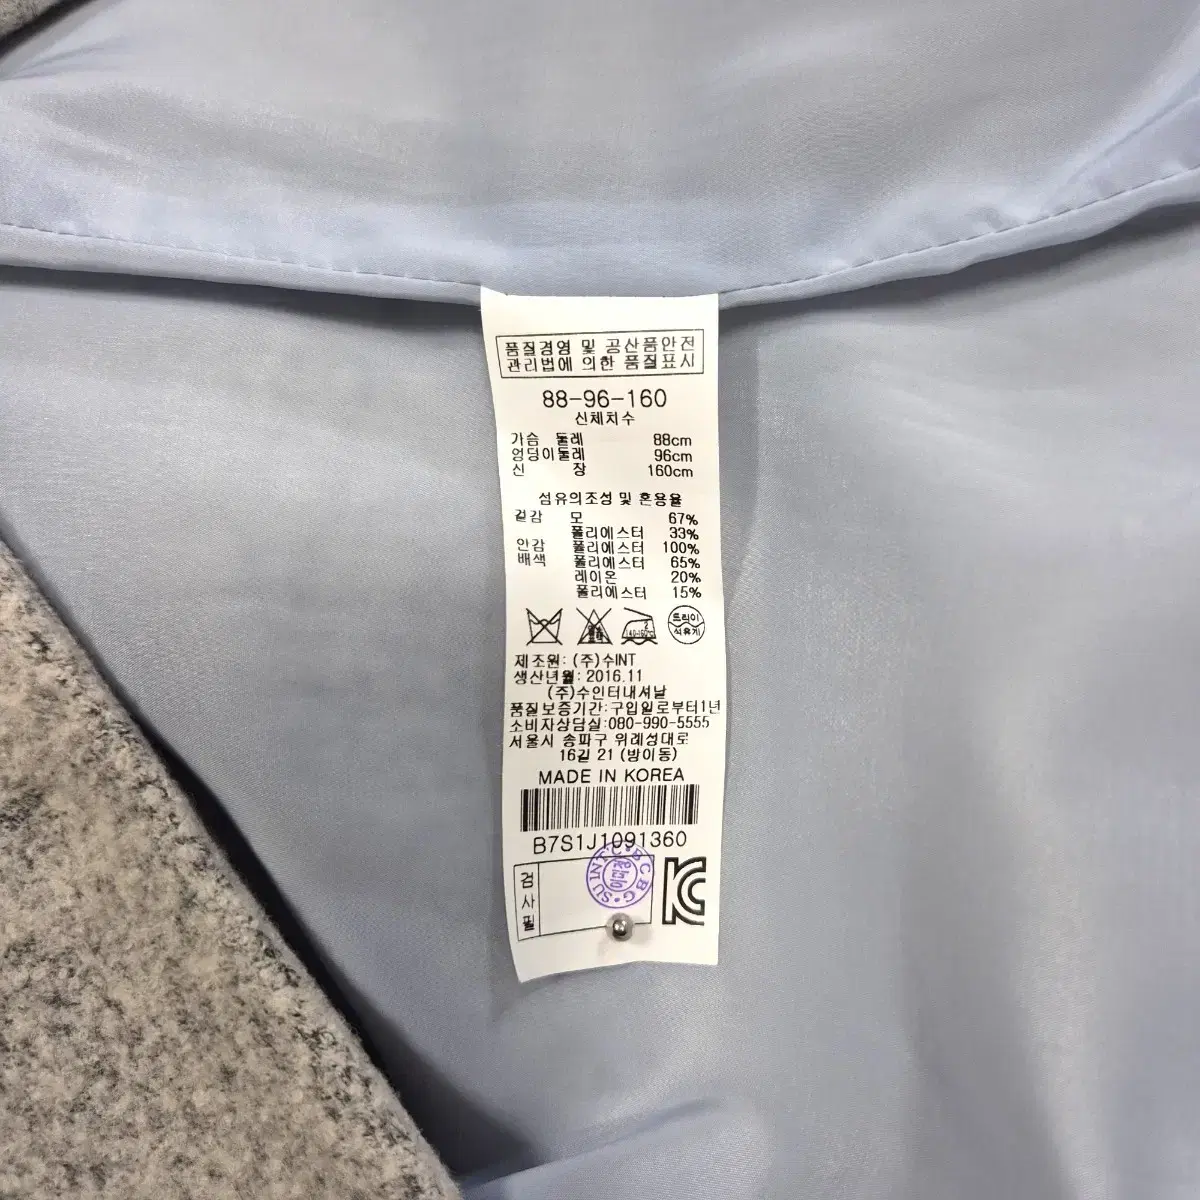 품질경영 및 공산품안전
관리법에 의한 품질표시
88-96-160
신체치수
가슴 둘레 88cm
엉덩이둘레 96cm
신 장 160cm
섬유의조성 및 혼용율
겉감 모 67%
폴리에스터 33%
안감 폴리에스터 100%
배색 폴리에스터 65%
레이온 20%
폴리에스터 15%
드라이
석유계
제조원: (주)수INT
생산년월: 2016.11
(주)수인터내셔날
품질보증기간:구입일로부터1년
소비자상담실:080-990-5555
서울시 송파구 위례성대로
16길 21 (방이동)
MADE IN KOREA
B7S1J1091360
검사필
SUINT BCBG